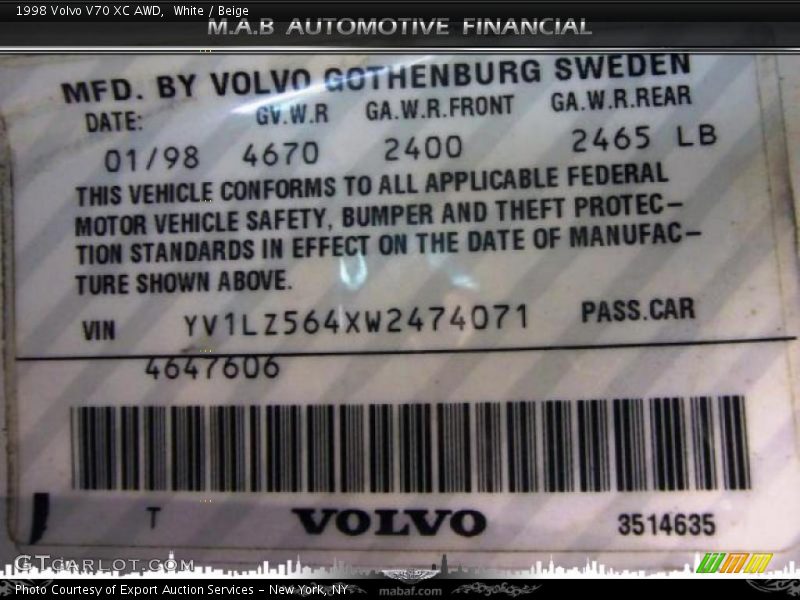 1998 Volvo V70 XC AWD, White / Beige
M.A.B AUTOMOTIVE FINANCIAL
MFD. BY VOLVO GOTHENBURG SWEDEN
DATE: GV.W.R GA.W.R.FRONT GA.W.R.REAR
01/98 4670 2400 2465 LB
THIS VEHICLE CONFORMS TO ALL APPLICABLE FEDERAL
MOTOR VEHICLE SAFETY, BUMPER AND THEFT PROTEC-
TION STANDARDS IN EFFECT ON THE DATE OF MANUFAC-
TURE SHOWN ABOVE.
VIN YV1LZ564XW2474071 PASS.CAR
4647606
T VOLVO 3514635
GTcarlot.com
Photo Courtesy of Export Auction Services - New York, NY
mabaf.com